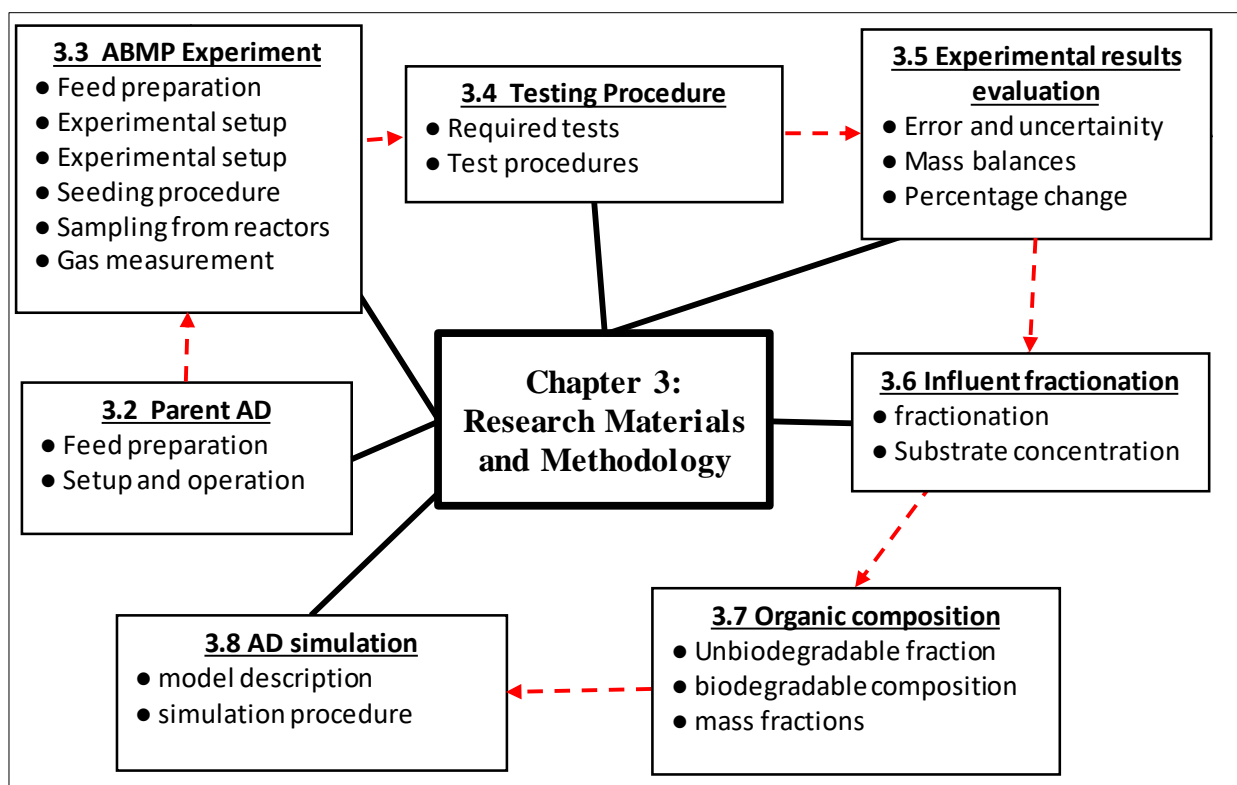 3.3 ABMP Experiment
● Feed preparation
● Experimental setup
● Experimental setup
● Seeding procedure
● Sampling from reactors
● Gas measurement
3.4 Testing Procedure
● Required tests
● Test procedures
3.5 Experimental results
evaluation
● Error and uncertainity
● Mass balances
● Percentage change
3.2 Parent AD
● Feed preparation
● Setup and operation
Chapter 3:
Research Materials
and Methodology
3.6 Influent fractionation
● fractionation
● Substrate concentration
3.8 AD simulation
● model description
● simulation procedure
3.7 Organic composition
● Unbiodegradable fraction
● biodegradable composition
● mass fractions